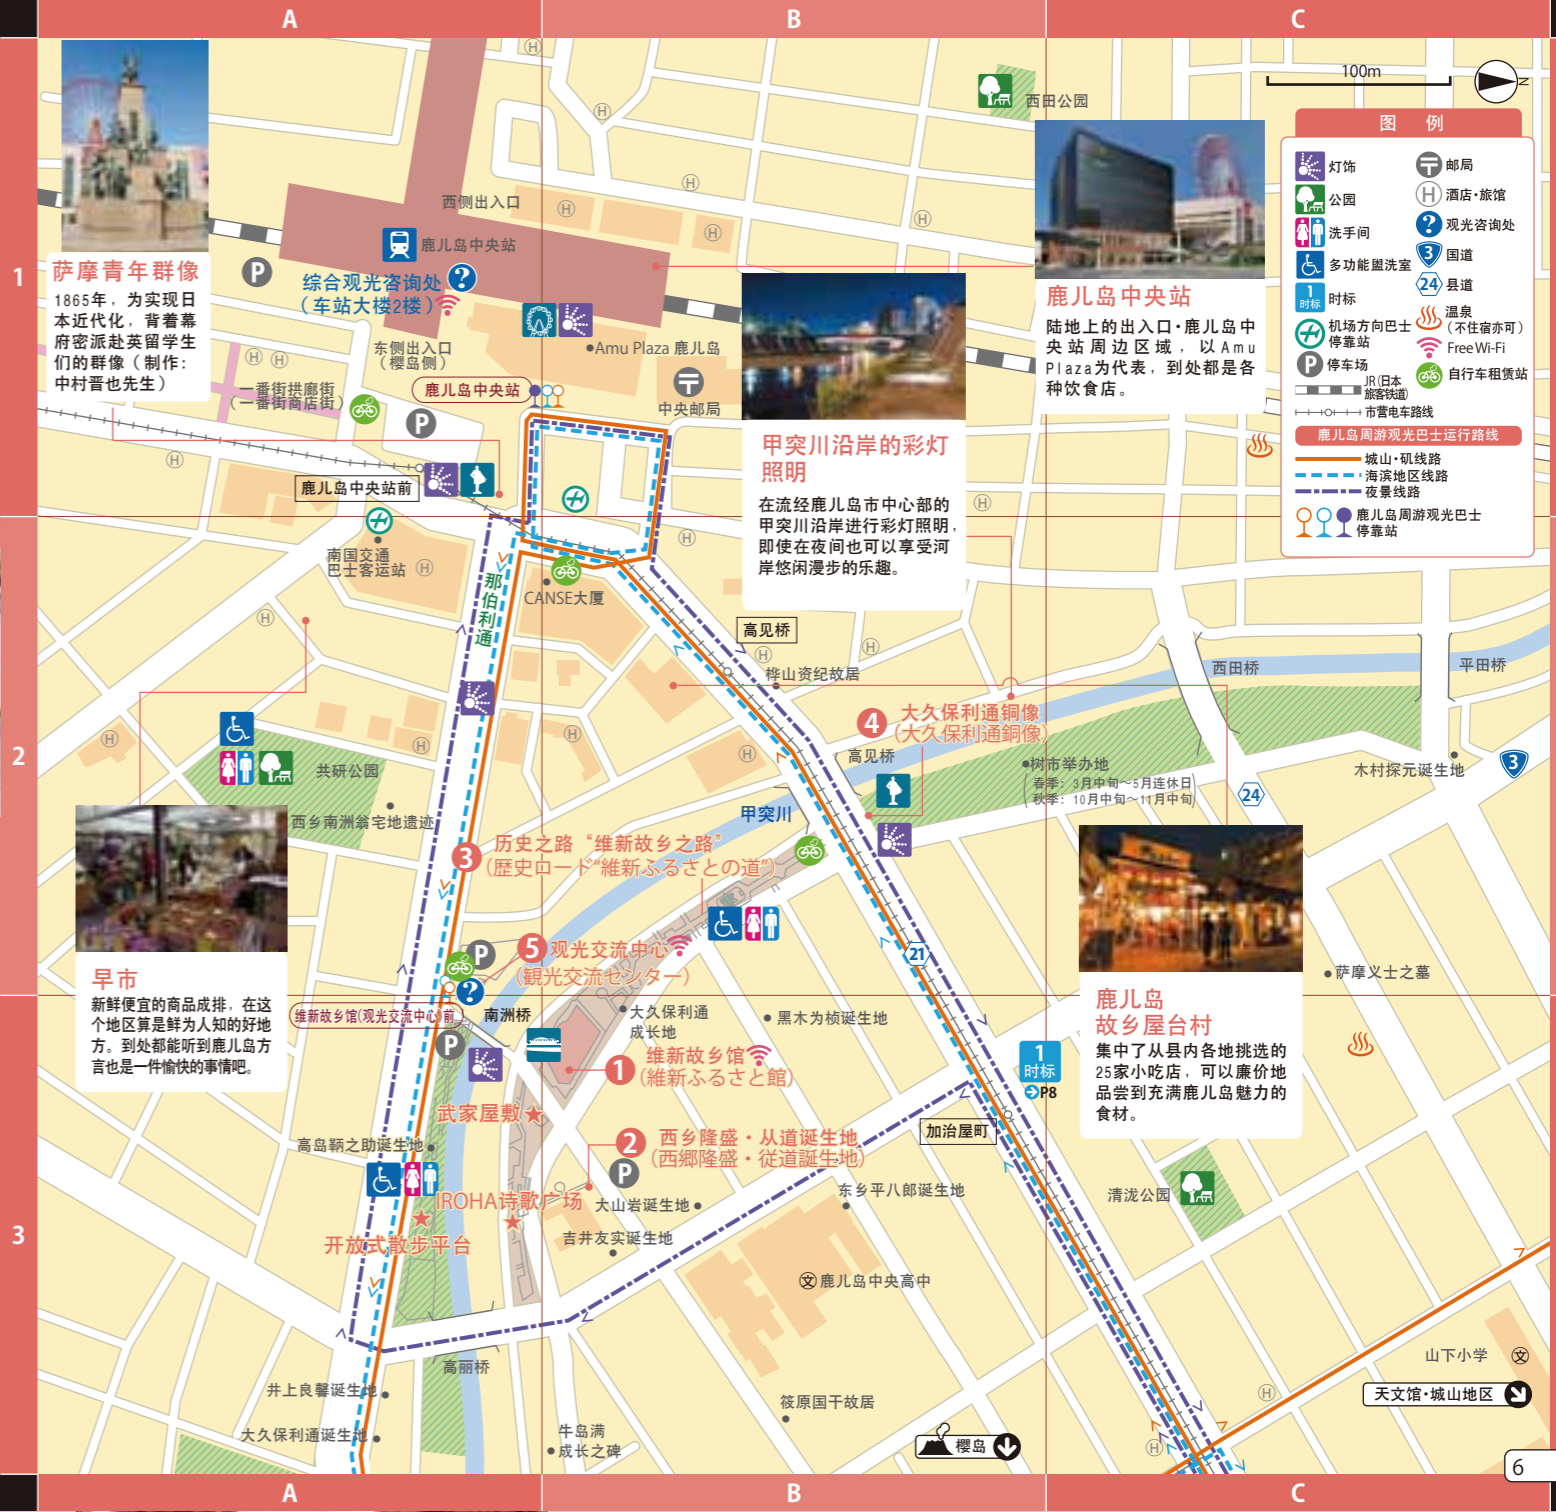 A
B
C
西田公园
100m
N
图 例
灯饰
邮局
公园
H 酒店·旅馆
洗手间
? 观光咨询处
多功能盥洗室
3 国道
1 时标 时标
24 县道
机场方向巴士
停靠站
温泉
(不住宿亦可)
Free Wi-Fi
P 停车场
自行车租赁站
JR(日本
旅客铁道)
市营电车路线
鹿儿岛周游观光巴士运行路线
城山·矶线路
海滨地区线路
夜景线路
鹿儿岛周游观光巴士
停靠站
1
萨摩青年群像
1865年，为实现日
本近代化，背着幕
府密派赴英留学生
们的群像（制作：
中村晋也先生）
西侧出入口
鹿儿岛中央站
P
综合观光咨询处
（车站大楼2楼）
?
东侧出入口
（樱岛侧）
•Amu Plaza 鹿儿岛
鹿儿岛中央站
中央邮局
一番街拱廊街
（一番街商店街）
P
鹿儿岛中央站前
鹿儿岛中央站
陆地上的出入口·鹿儿岛中
央站周边区域，以Amu
Plaza为代表，到处都是各
种饮食店。
甲突川沿岸的彩灯
照明
在流经鹿儿岛市中心部的
甲突川沿岸进行彩灯照明，
即使在夜间也可以享受河
岸悠闲漫步的乐趣。
2
南国交通
巴士客运站
CANSE大厦
那伯利通
高见桥
桦山资纪故居
西田桥
平田桥
4 大久保利通铜像
（大久保利通銅像）
高见桥
•树市举办地
春季：3月中旬～5月连休日
秋季：10月中旬～11月中旬
木村探元诞生地
3
24
共研公园
西乡南洲翁宅地遗迹
甲突川
3 历史之路“维新故乡之路”
（歴史ロード“維新ふるさとの道”）
早市
新鲜便宜的商品成排，在这
个地区算是鲜为人知的好地
方。到处都能听到鹿儿岛方
言也是一件愉快的事情吧。
P
5 观光交流中心
（観光交流センター）
21
?
维新故乡馆(观光交流中心)前
南洲桥
大久保利通
成长地
•黑木为桢诞生地
•萨摩义士之墓
鹿儿岛
故乡屋台村
集中了从县内各地挑选的
25家小吃店，可以廉价地
品尝到充满鹿儿岛魅力的
食材。
3
P
1 维新故乡馆
（維新ふるさと館）
1
时标
P8
武家屋敷★
加治屋町
高岛鞆之助诞生地
2 西乡隆盛·从道诞生地
（西郷隆盛・従道誕生地）
P
IROHA诗歌广场
大山岩诞生地•
东乡平八郎诞生地
清泷公园
吉井友实诞生地
开放式散步平台
文 鹿儿岛中央高中
高丽桥
山下小学 文
井上良馨诞生地
天文馆·城山地区
筱原国干故居
大久保利通诞生地
牛岛满
•成长之碑
樱岛
6
A
B
C